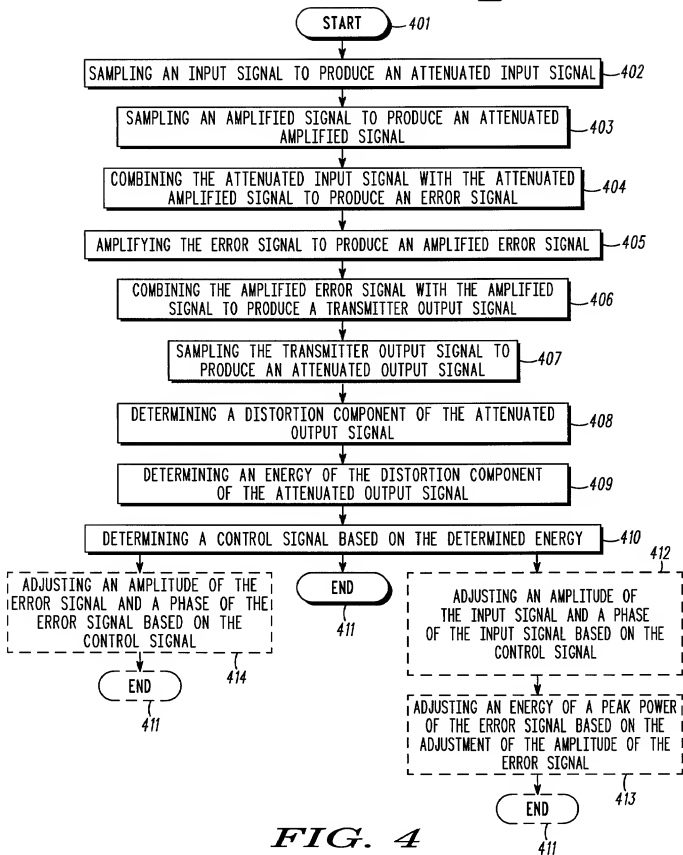 START
401
SAMPLING AN INPUT SIGNAL TO PRODUCE AN ATTENUATED INPUT SIGNAL
402
SAMPLING AN AMPLIFIED SIGNAL TO PRODUCE AN ATTENUATED
AMPLIFIED SIGNAL
403
COMBINING THE ATTENUATED INPUT SIGNAL WITH THE ATTENUATED
AMPLIFIED SIGNAL TO PRODUCE AN ERROR SIGNAL
404
AMPLIFYING THE ERROR SIGNAL TO PRODUCE AN AMPLIFIED ERROR SIGNAL
405
COMBINING THE AMPLIFIED ERROR SIGNAL WITH THE AMPLIFIED
SIGNAL TO PRODUCE A TRANSMITTER OUTPUT SIGNAL
406
SAMPLING THE TRANSMITTER OUTPUT SIGNAL TO
PRODUCE AN ATTENUATED OUTPUT SIGNAL
407
DETERMINING A DISTORTION COMPONENT OF THE ATTENUATED
OUTPUT SIGNAL
408
DETERMINING AN ENERGY OF THE DISTORTION COMPONENT
OF THE ATTENUATED OUTPUT SIGNAL
409
DETERMINING A CONTROL SIGNAL BASED ON THE DETERMINED ENERGY
410
ADJUSTING AN AMPLITUDE OF THE
ERROR SIGNAL AND A PHASE OF THE
ERROR SIGNAL BASED ON THE
CONTROL SIGNAL
414
END
411
END
411
412
ADJUSTING AN AMPLITUDE OF
THE INPUT SIGNAL AND A PHASE
OF THE INPUT SIGNAL BASED ON THE
CONTROL SIGNAL
ADJUSTING AN ENERGY OF A PEAK POWER
OF THE ERROR SIGNAL BASED ON THE
ADJUSTMENT OF THE AMPLITUDE OF THE
ERROR SIGNAL
413
END
411
FIG. 4